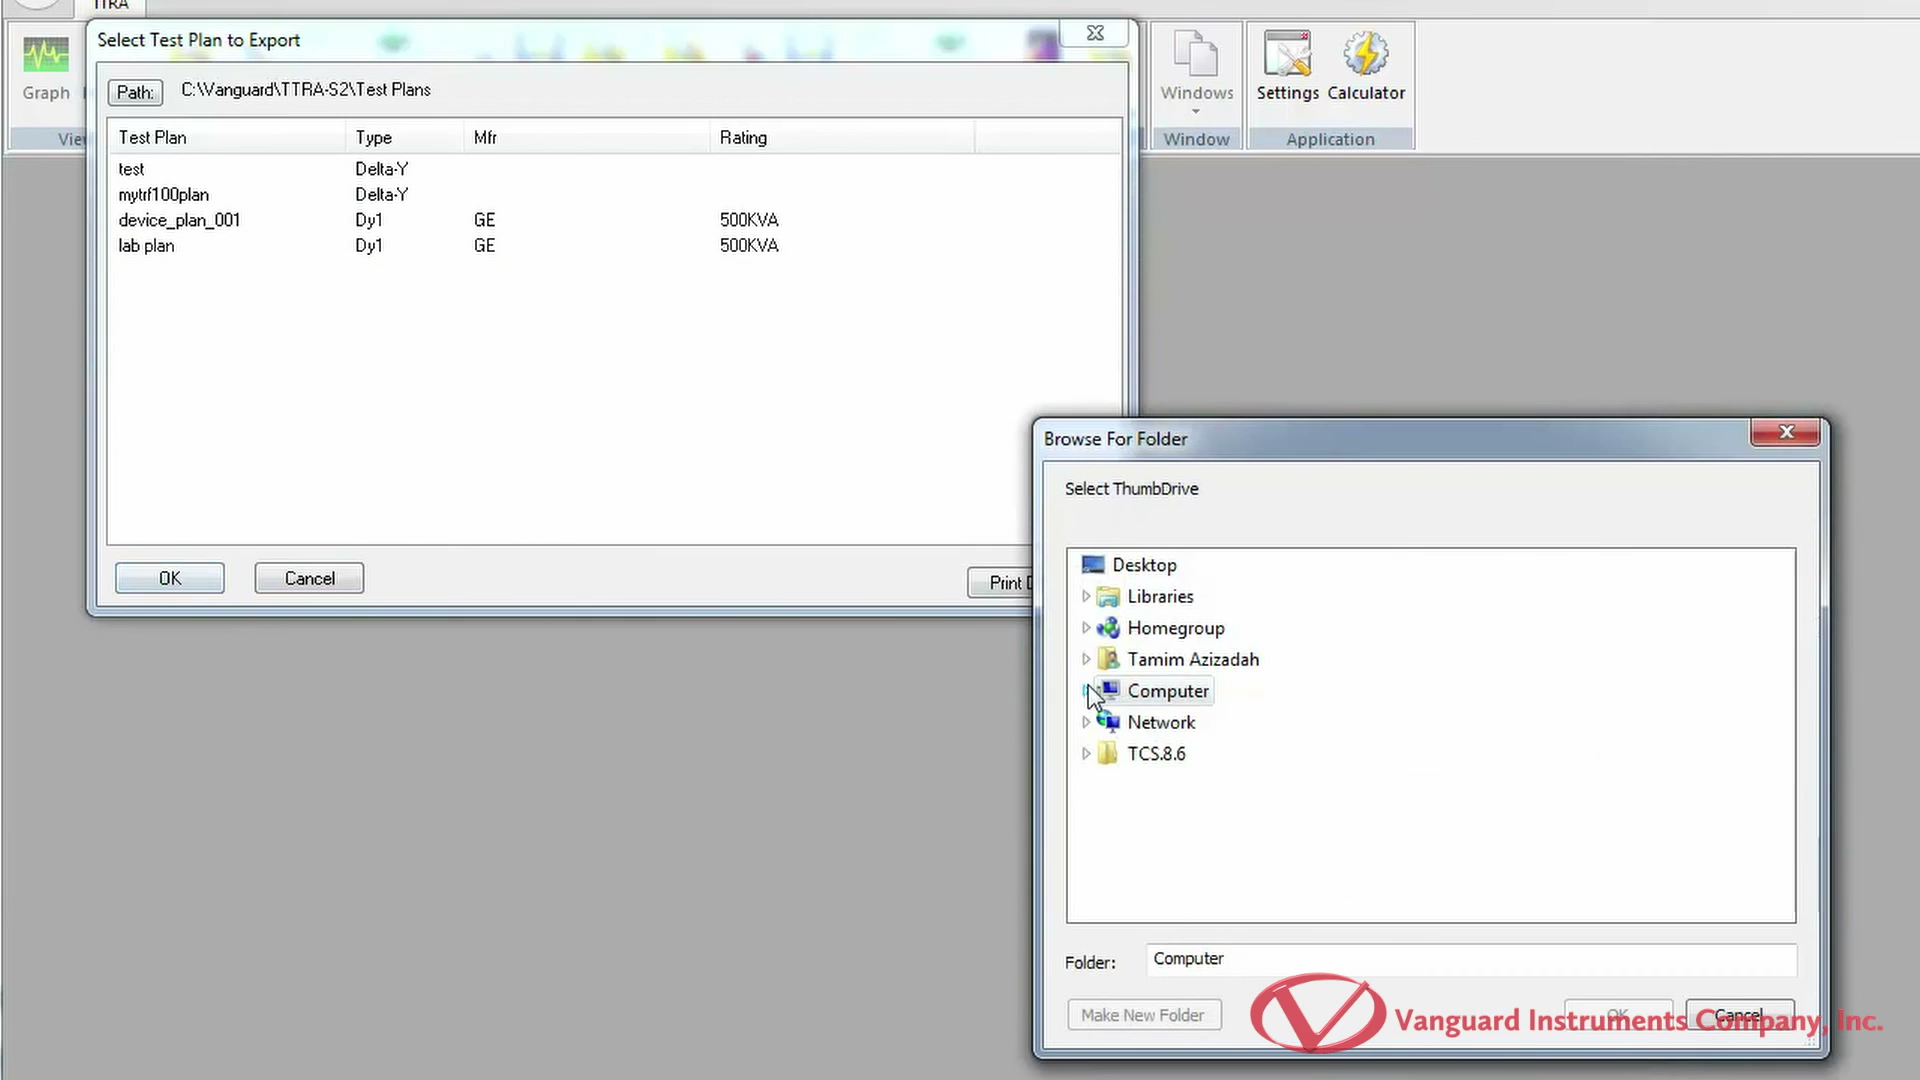 TTRA
Select Test Plan to Export
Graph
View
Windows
Window
Settings
Calculator
Application
Path:
C:\Vanguard\TTRA-S2\Test Plans
Test Plan Type Mfr Rating
test Delta-Y
mytrf100plan Delta-Y
device_plan_001 Dy1 GE 500KVA
lab plan Dy1 GE 500KVA
OK
Cancel
Print
Browse For Folder
Select ThumbDrive
Desktop
Libraries
Homegroup
Tamim Azizadah
Computer
Network
TCS.8.6
Folder: Computer
Make New Folder
OK
Cancel
Vanguard Instruments Company, Inc.